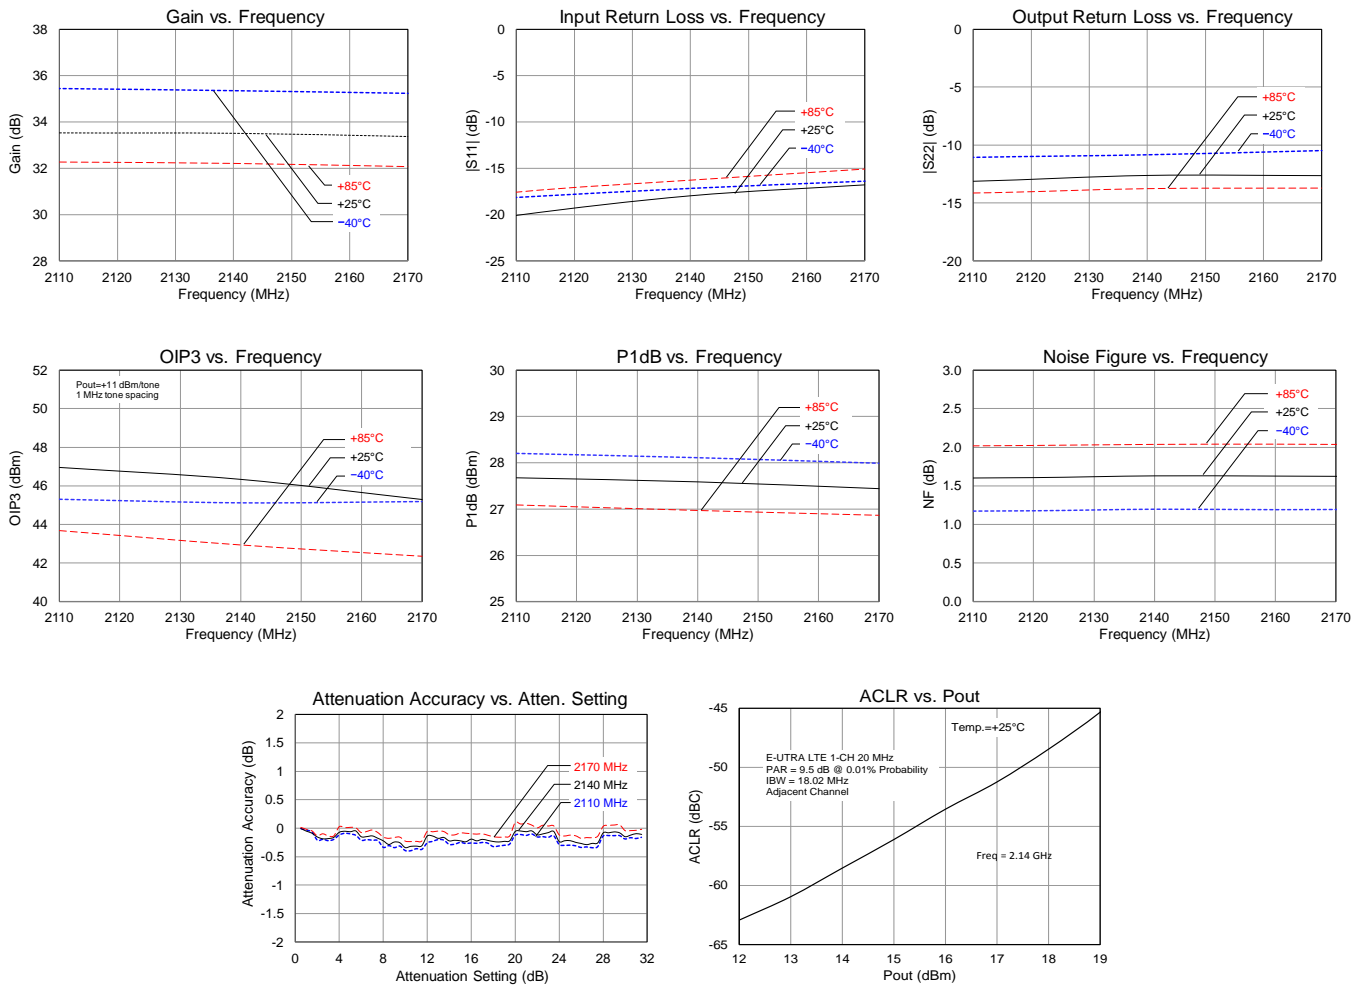 Gain vs. Frequency
38
36
34
32
30
28
Gain (dB)
+85°C
+25°C
−40°C
2110 2120 2130 2140 2150 2160 2170
Frequency (MHz)
Input Return Loss vs. Frequency
0
-5
-10
-15
-20
-25
|S11| (dB)
+85°C
+25°C
−40°C
2110 2120 2130 2140 2150 2160 2170
Frequency (MHz)
Output Return Loss vs. Frequency
0
-5
-10
-15
-20
|S22| (dB)
+85°C
+25°C
−40°C
2110 2120 2130 2140 2150 2160 2170
Frequency (MHz)
OIP3 vs. Frequency
52
50
48
46
44
42
40
OIP3 (dBm)
Pout=+11 dBm/tone
1 MHz tone spacing
+85°C
+25°C
−40°C
2110 2120 2130 2140 2150 2160 2170
Frequency (MHz)
P1dB vs. Frequency
30
29
28
27
26
25
P1dB (dBm)
+85°C
+25°C
−40°C
2110 2120 2130 2140 2150 2160 2170
Frequency (MHz)
Noise Figure vs. Frequency
3.0
2.5
2.0
1.5
1.0
0.5
0.0
NF (dB)
+85°C
+25°C
−40°C
2110 2120 2130 2140 2150 2160 2170
Frequency (MHz)
Attenuation Accuracy vs. Atten. Setting
2
1.5
1
0.5
0
-0.5
-1
-1.5
-2
Attenuation Accuracy (dB)
2170 MHz
2140 MHz
2110 MHz
0 4 8 12 16 20 24 28 32
Attenuation Setting (dB)
ACLR vs. Pout
-45
-50
-55
-60
-65
ACLR (dBC)
Temp.=+25°C
E-UTRA LTE 1-CH 20 MHz
PAR = 9.5 dB @ 0.01% Probability
IBW = 18.02 MHz
Adjacent Channel
Freq = 2.14 GHz
12 13 14 15 16 17 18 19
Pout (dBm)